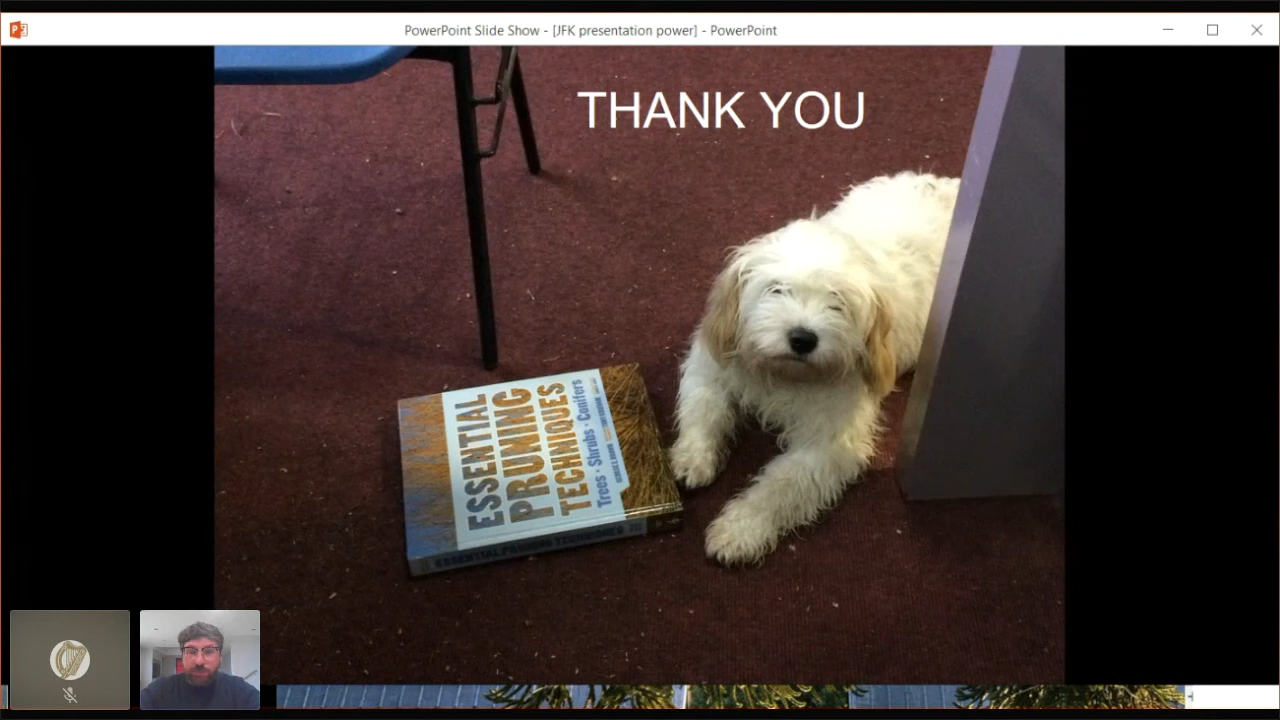 PowerPoint Slide Show - [JFK presentation power] - PowerPoint
THANK YOU
ESSENTIAL
PRUNING
TECHNIQUES
Trees · Shrubs · Conifers
ESSENTIAL PRUNING TECHNIQUES